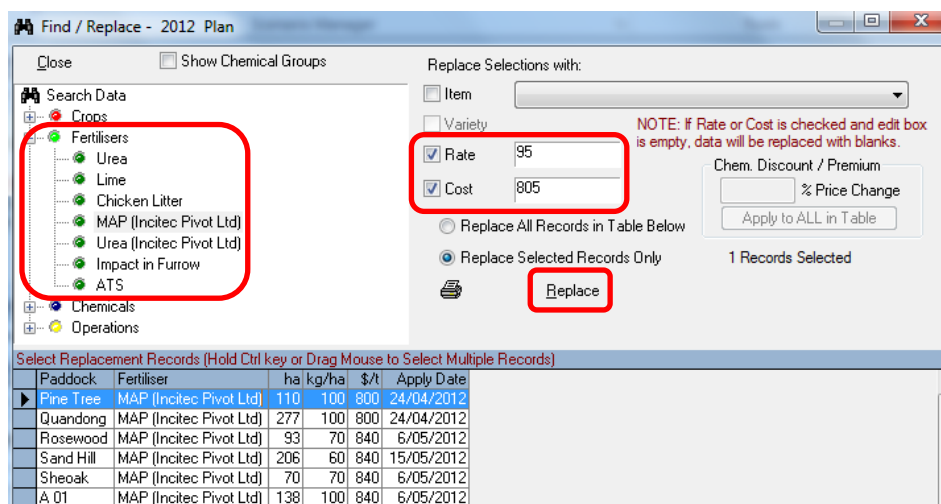 Find / Replace - 2012 Plan
Close
Show Chemical Groups
Search Data
Crops
Fertilisers
Urea
Lime
Chicken Litter
MAP (Incitec Pivot Ltd)
Urea (Incitec Pivot Ltd)
Impact in Furrow
ATS
Chemicals
Operations
Replace Selections with:
Item
Variety
NOTE: If Rate or Cost is checked and edit box
is empty, data will be replaced with blanks.
Rate 95
Cost 805
Chem. Discount / Premium
% Price Change
Apply to ALL in Table
Replace All Records in Table Below
Replace Selected Records Only
1 Records Selected
Replace
Select Replacement Records (Hold Ctrl key or Drag Mouse to Select Multiple Records)
Paddock Fertiliser ha kg/ha $/t Apply Date
Pine Tree MAP (Incitec Pivot Ltd) 110 100 800 24/04/2012
Quandong MAP (Incitec Pivot Ltd) 277 100 800 24/04/2012
Rosewood MAP (Incitec Pivot Ltd) 93 70 840 6/05/2012
Sand Hill MAP (Incitec Pivot Ltd) 206 60 840 15/05/2012
Sheoak MAP (Incitec Pivot Ltd) 70 70 840 6/05/2012
A 01 MAP (Incitec Pivot Ltd) 138 100 840 6/05/2012